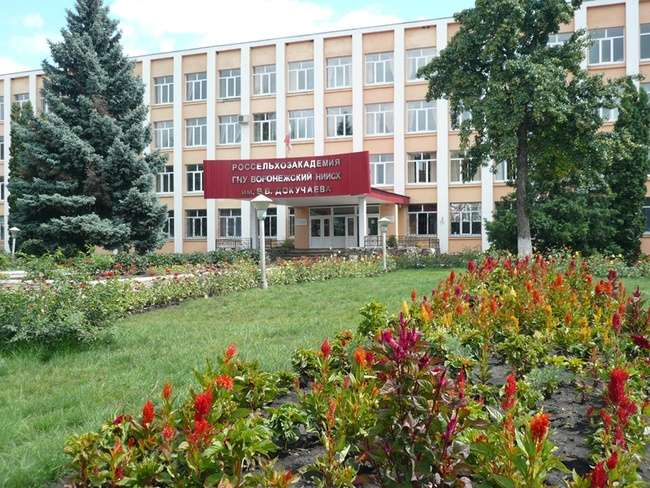 РОССЕЛЬХОЗАКАДЕМИЯ
ГНУ ВОРОНЕЖСКИЙ НИИСХ
ИМ. В.В. ДОКУЧАЕВА